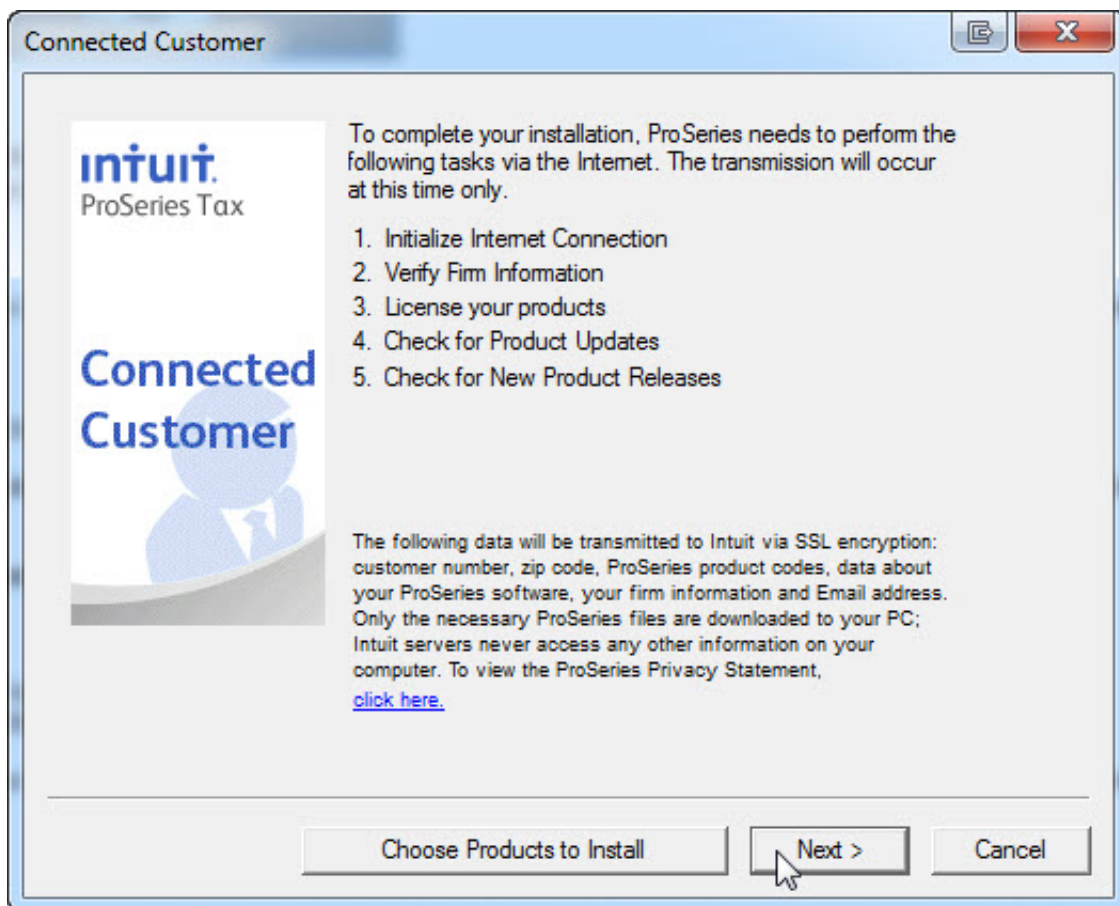 Connected Customer
intuit.
ProSeries Tax
Connected
Customer
To complete your installation, ProSeries needs to perform the
following tasks via the Internet. The transmission will occur
at this time only.
1. Initialize Internet Connection
2. Verify Firm Information
3. License your products
4. Check for Product Updates
5. Check for New Product Releases
The following data will be transmitted to Intuit via SSL encryption:
customer number, zip code, ProSeries product codes, data about
your ProSeries software, your firm information and Email address.
Only the necessary ProSeries files are downloaded to your PC;
Intuit servers never access any other information on your
computer. To view the ProSeries Privacy Statement,
click here.
Choose Products to Install
Next >
Cancel